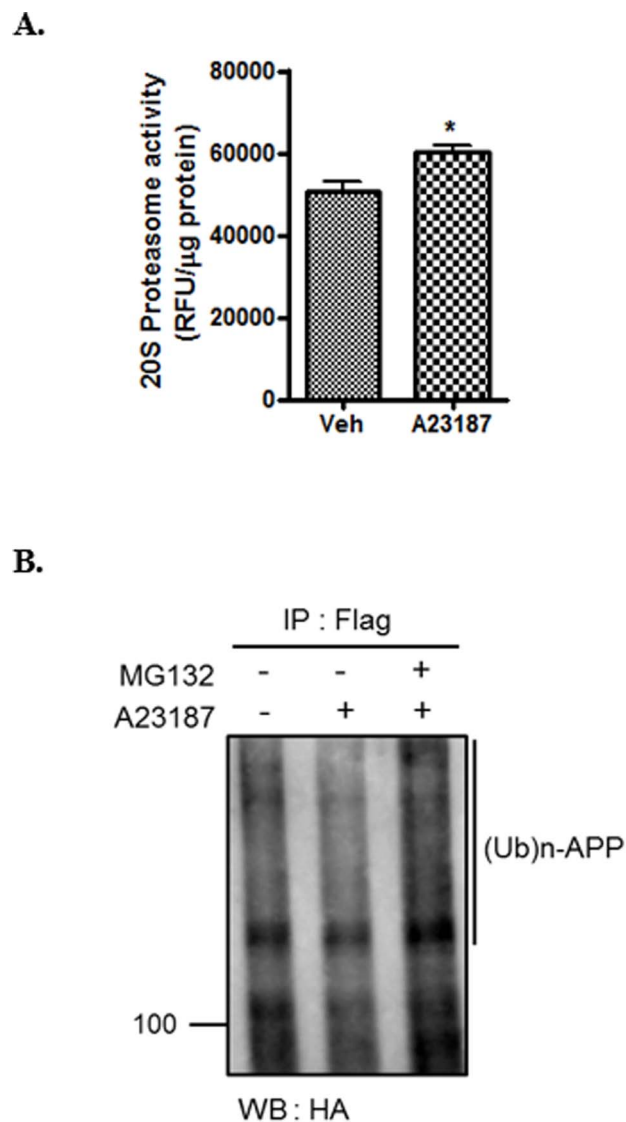 A.
20S Proteasome activity
(RFU/µg protein)
80000
60000
40000
20000
0
*
Veh A23187
B.
IP : Flag
MG132 - - +
A23187 - + +
(Ub)n-APP
100
WB : HA